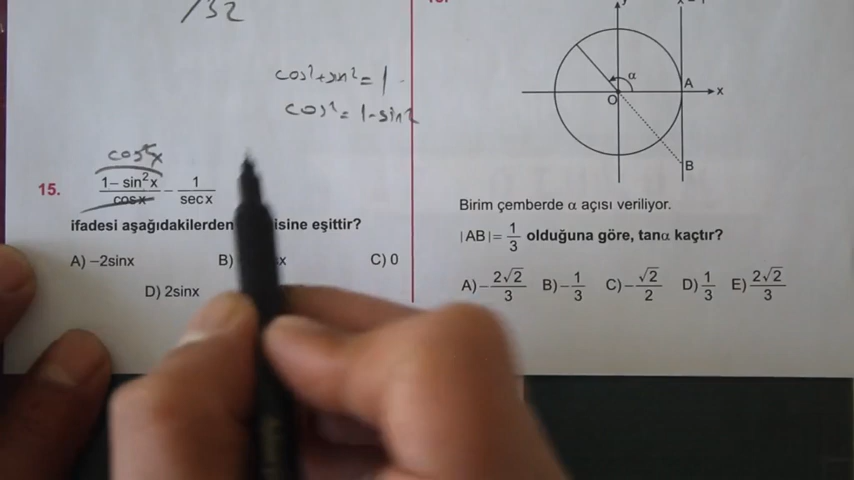 /32
cos²+sin²=1
cos²=1-sin²
cos²x
15. 1-sin²x/cosx - 1/secx
ifadesi aşağıdakilerden isine eşittir?
A) -2sinx B) x C) 0
D) 2sinx
y
x
α
O
A
B
Birim çemberde α açısı veriliyor.
|AB|=1/3 olduğuna göre, tanα kaçtır?
A) -2√2/3 B) -1/3 C) -√2/2 D) 1/3 E) 2√2/3